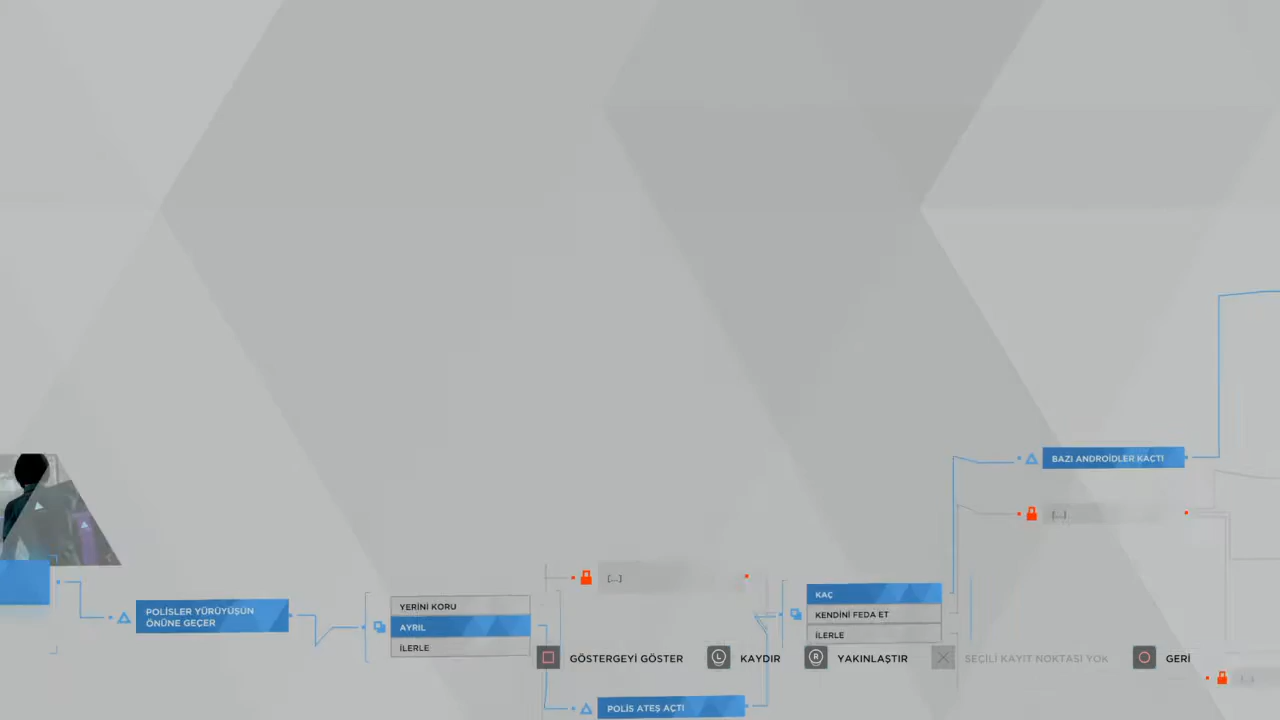 BAZI ANDROİDLER KAÇTI
[...]
[...]
POLİSLER YÜRÜYÜŞÜN
ÖNÜNE GEÇER
YERİNİ KORU
AYRIL
İLERLE
KAÇ
KENDİNİ FEDA ET
İLERLE
GÖSTERGEYİ GÖSTER
L
KAYDIR
R
YAKINLAŞTIR
SEÇİLİ KAYIT NOKTASI YOK
GERİ
[...]
POLİS ATEŞ AÇTI